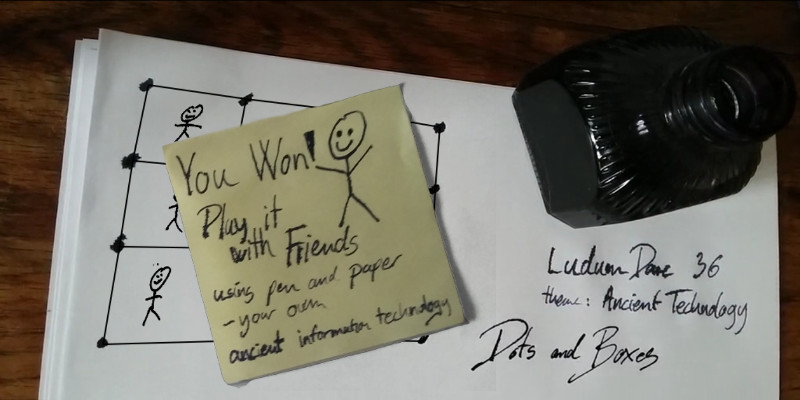 You Won!
Play it
with Friends
using pen and paper
- your own
ancient information technology
Ludum Dare 36
theme: Ancient Technology
Dots and Boxes